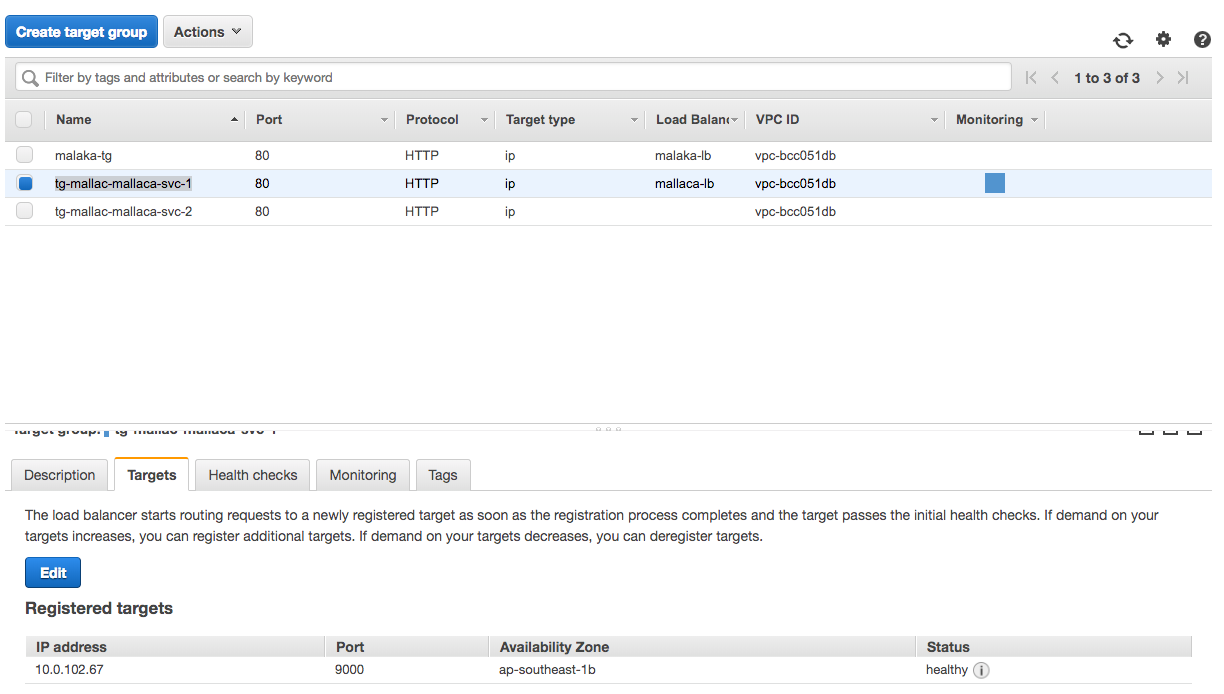 Create target group Actions
Filter by tags and attributes or search by keyword 1 to 3 of 3
Name Port Protocol Target type Load Balanc VPC ID Monitoring
malaka-tg 80 HTTP ip malaka-lb vpc-bcc051db
tg-mallac-mallaca-svc-1 80 HTTP ip mallaca-lb vpc-bcc051db
tg-mallac-mallaca-svc-2 80 HTTP ip vpc-bcc051db
Target group: tg-mallac-mallaca-svc-1
Description Targets Health checks Monitoring Tags
The load balancer starts routing requests to a newly registered target as soon as the registration process completes and the target passes the initial health checks. If demand on your
targets increases, you can register additional targets. If demand on your targets decreases, you can deregister targets.
Edit
Registered targets
IP address Port Availability Zone Status
10.0.102.67 9000 ap-southeast-1b healthy